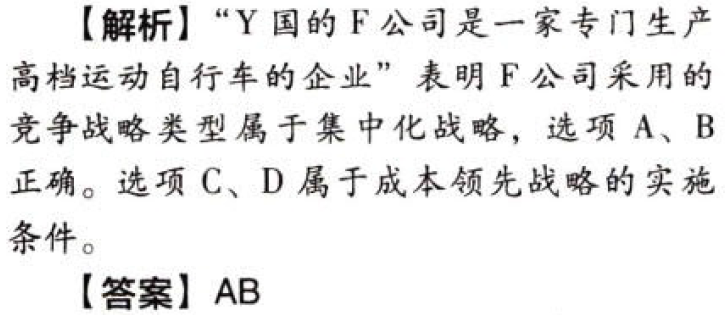 【解析】“Y 国的 F 公司是一家专门生产
高档运动自行车的企业”表明 F 公司采用的
竞争战略类型属于集中化战略，选项 A、B
正确。选项 C、D 属于成本领先战略的实施
条件。
【答案】AB